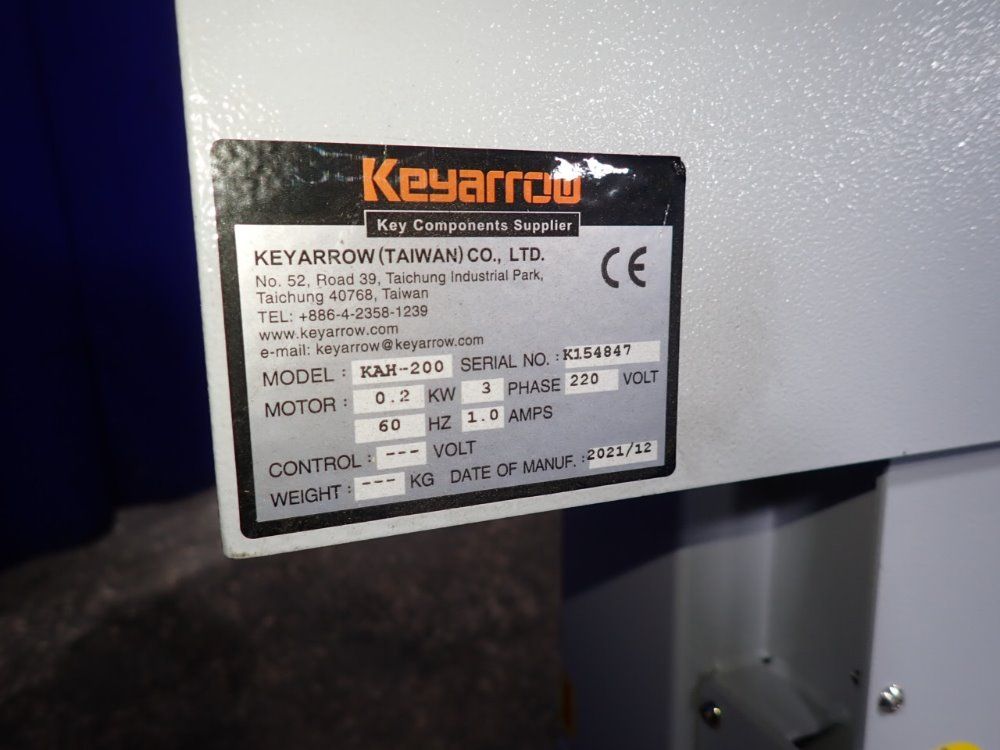 Keyarrow
Key Components Supplier
KEYARROW (TAIWAN) CO., LTD.
No. 52, Road 39, Taichung Industrial Park,
Taichung 40768, Taiwan
TEL: +886-4-2358-1239
www.keyarrow.com
e-mail: keyarrow@keyarrow.com
CE
MODEL : KAH-200 SERIAL NO. : K154847
MOTOR : 0.2 KW 3 PHASE 220 VOLT
60 HZ 1.0 AMPS
CONTROL : --- VOLT
WEIGHT : --- KG DATE OF MANUF. : 2021/12